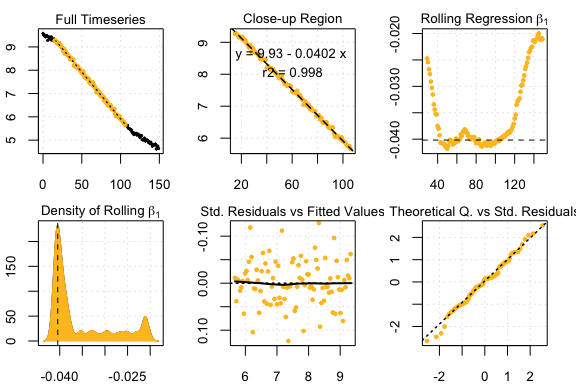 Full Timeseries
9
8
7
6
5
0 50 100 150
Close-up Region
y = 9.93 - 0.0402 x
r2 = 0.998
9
8
7
6
20 40 60 80 100
Rolling Regression β1
-0.020
-0.030
-0.040
40 80 120
Density of Rolling β1
150
50
0
-0.040 -0.025
Std. Residuals vs Fitted Values
-0.10
0.00
0.10
6 7 8 9
Theoretical Q. vs Std. Residuals
2
1
0
-2
-2 0 1 2